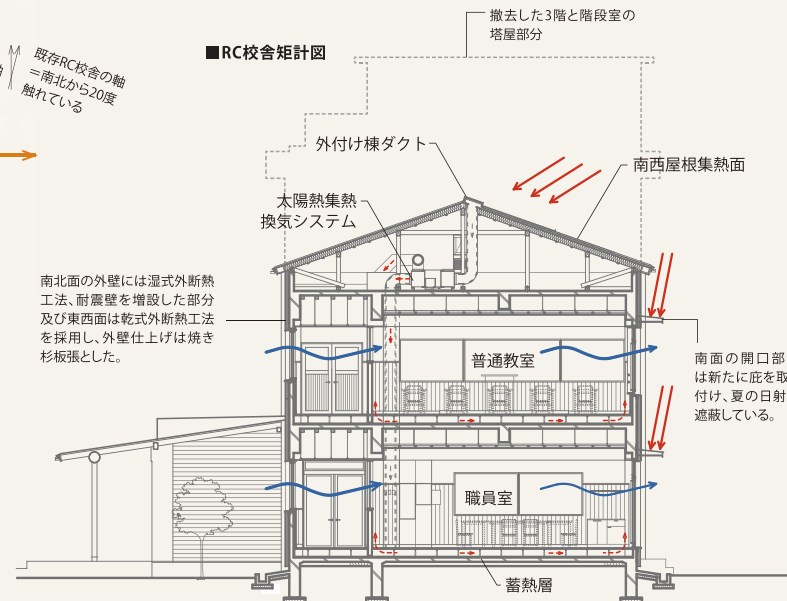 撤去した3階と階段室の
塔屋部分
■RC校舎矩計図
既存RC校舎の軸
＝南北から20度
触れている
外付け棟ダクト
南西屋根集熱面
太陽熱集熱
換気システム
南北面の外壁には湿式外断熱
工法、耐震壁を増設した部分
及び東西面は乾式外断熱工法
を採用し、外壁仕上げは焼き
杉板張とした。
普通教室
南面の開口部
は新たに庇を取
付け、夏の日射
遮蔽している。
職員室
蓄熱層